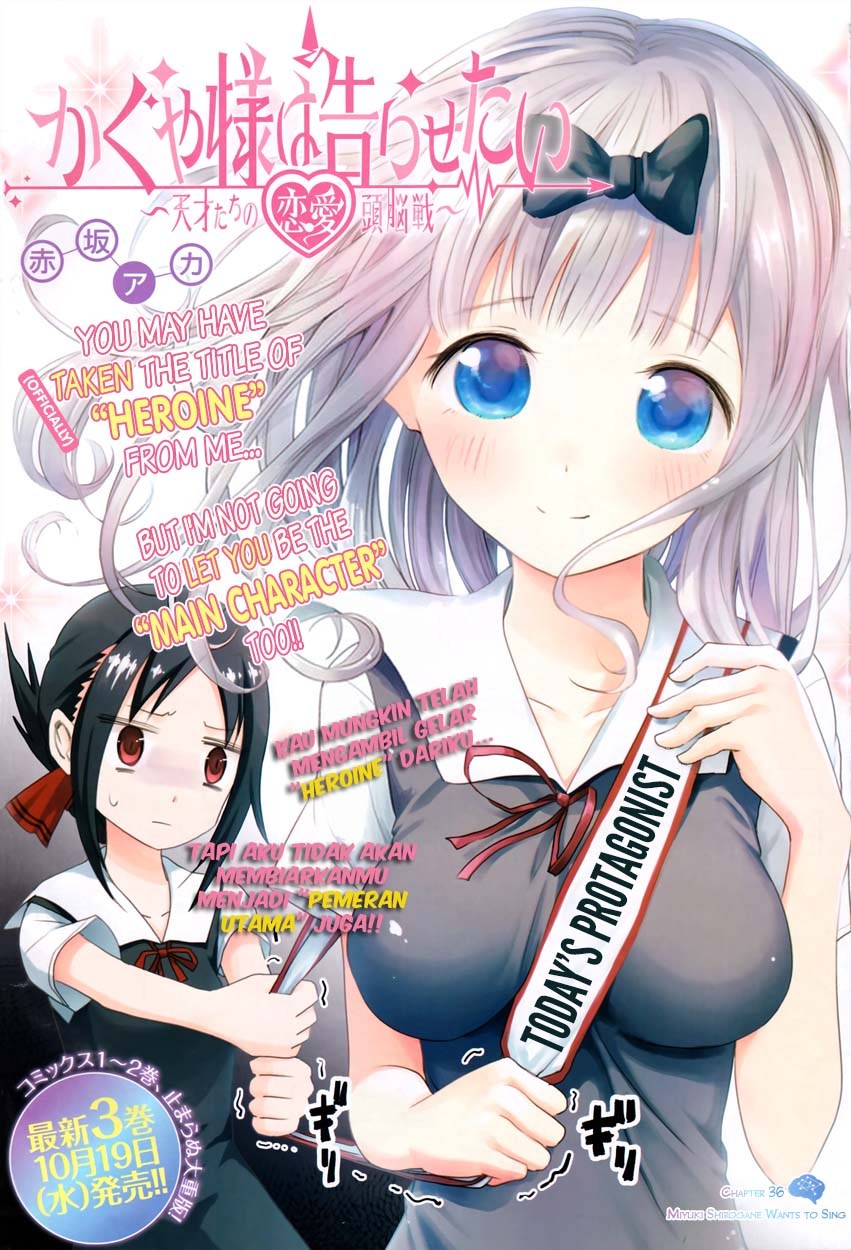 かぐや様は告らせたい
～天才たちの恋愛頭脳戦～
赤坂アカ
YOU MAY HAVE
TAKEN THE TITLE OF
(OFFICIALLY)
"HEROINE"
FROM ME...
BUT I'M NOT GOING
TO LET YOU BE THE
"MAIN CHARACTER"
TOO!!
KAU MUNGKIN TELAH
MENGAMBIL GELAR
"HEROINE" DARIKU...
TAPI AKU TIDAK AKAN
MEMBIARKANMU
MENJADI "PEMERAN
UTAMA" JUGA!!
TODAY'S PROTAGONIST
ギギ
ギギ
コミックス1～2巻、止まらぬ大重版!
最新3巻
10月19日
(水)発売!!
CHAPTER 36
MIYUKI SHIROGANE WANTS TO SING